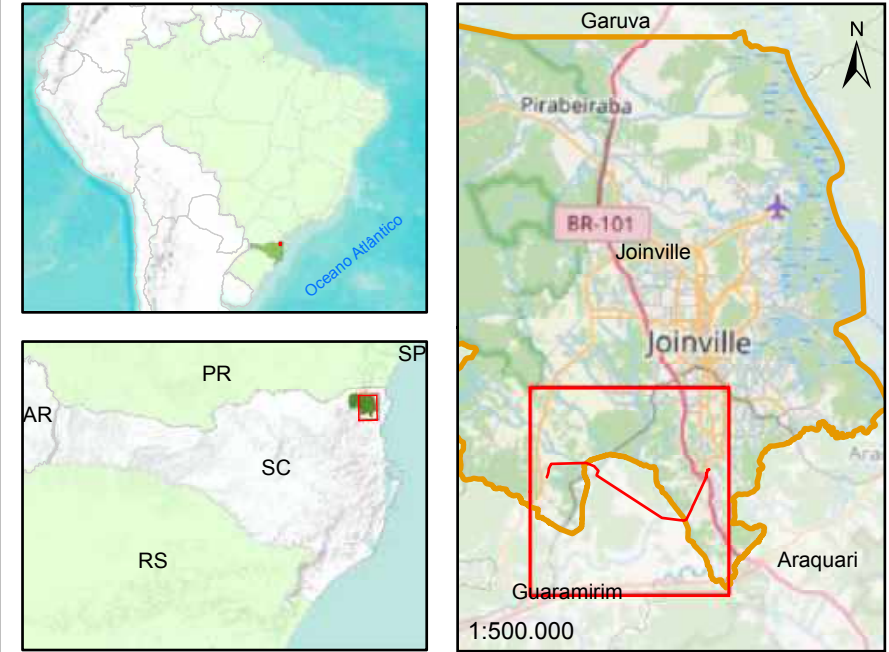 Oceano Atlântico
SP
PR
AR
SC
RS
Garuva
N
Pirabeiraba
BR-101
Joinville
Joinville
Araquari
Guaramirim
1:500.000